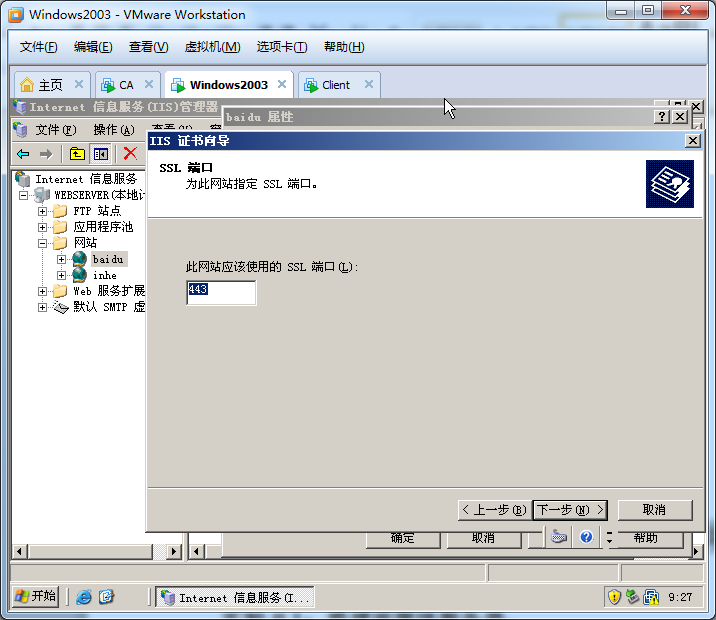 Windows2003 - VMware Workstation
文件(F) 编辑(E) 查看(V) 虚拟机(M) 选项卡(T) 帮助(H)
主页 CA Windows2003 Client
Internet 信息服务(IIS)管理器
baidu 属性
文件(F) 操作(A)
IIS 证书向导
SSL 端口
为此网站指定 SSL 端口。
Internet 信息服务
WEBSERVER(本地计
FTP 站点
应用程序池
网站
baidu
inhe
Web 服务扩展
默认 SMTP 虚
此网站应该使用的 SSL 端口(L):
443
< 上一步(B) 下一步(N) > 取消
确定 取消 帮助
开始 Internet 信息服务(I... 9:27